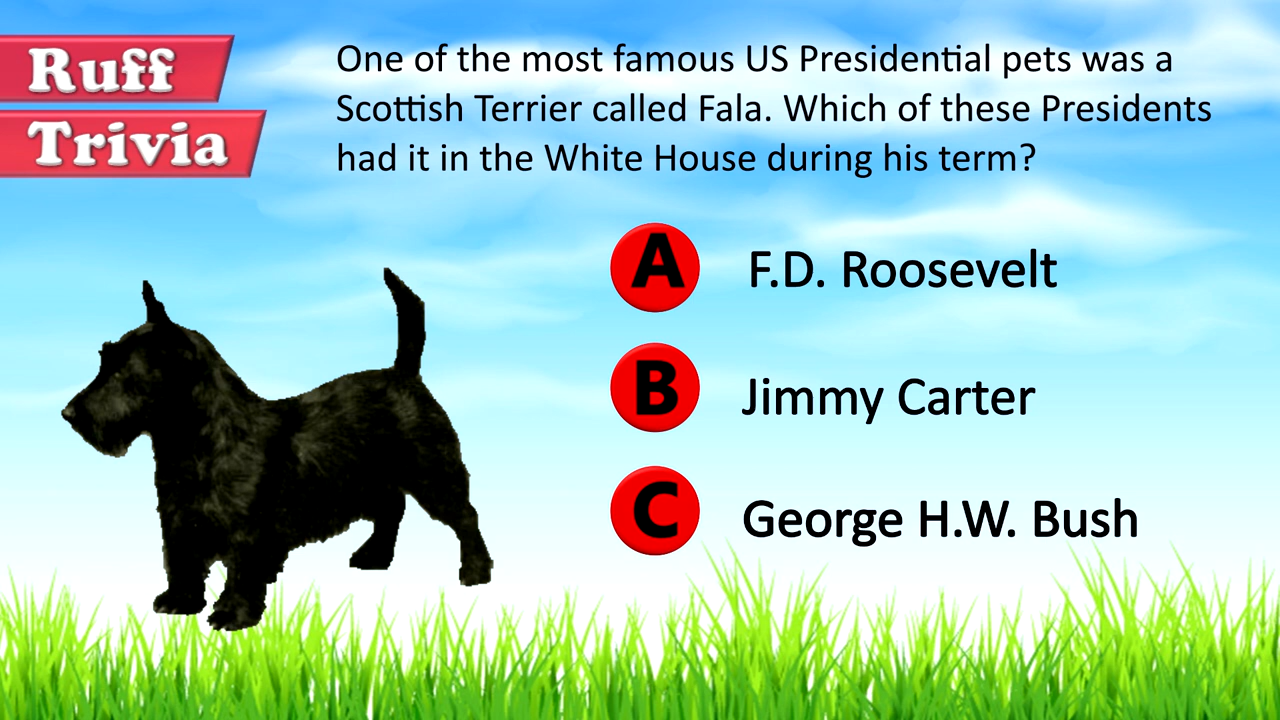 Ruff
Trivia
One of the most famous US Presidential pets was a
Scottish Terrier called Fala. Which of these Presidents
had it in the White House during his term?
A F.D. Roosevelt
B Jimmy Carter
C George H.W. Bush